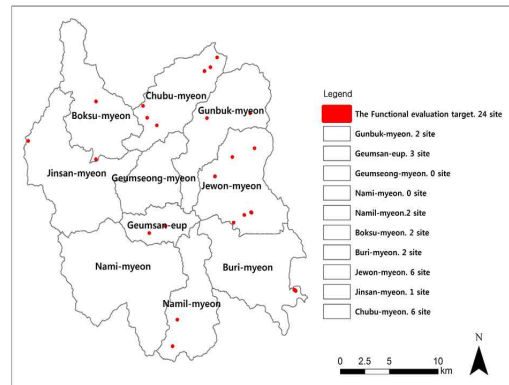 Chubu-myeon
Boksu-myeon
Gunbuk-myeon
Jinsan-myeon
Geumseong-myeon
Jewon-myeon
Geumsan-eup
Nami-myeon
Buri-myeon
Namil-myeon
Legend
The Functional evaluation target. 24 site
Gunbuk-myeon. 2 site
Geumsan-eup. 3 site
Geumseong-myeon. 0 site
Nami-myeon. 0 site
Namil-myeon.2 site
Boksu-myeon. 2 site
Buri-myeon. 2 site
Jewon-myeon. 6 site
Jinsan-myeon. 1 site
Chubu-myeon. 6 site
N
0 2.5 5 10
km